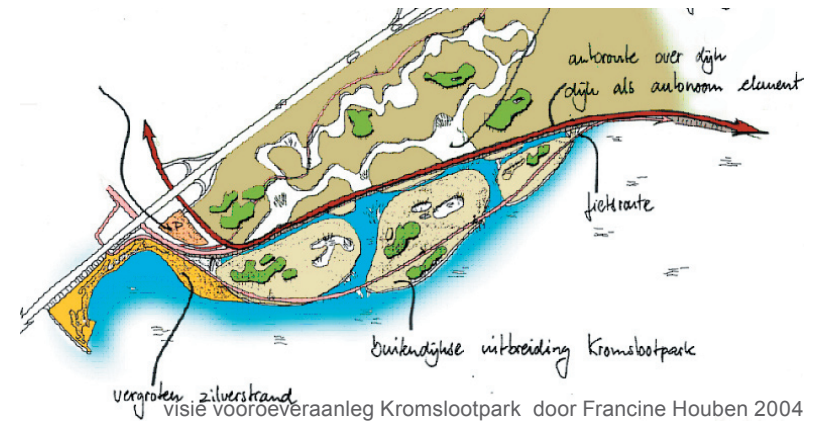 autoroute over dijk
dijk als autonoom element
fietsroute
buitendijkse uitbreiding Kromslootpark
vergroten zilverstrand
visie vooroeveraanleg Kromslootpark door Francine Houben 2004